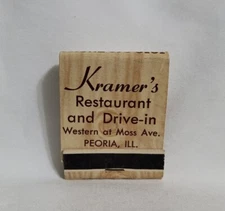 Kramer's
Restaurant
and Drive-in
Western at Moss Ave.
PEORIA, ILL.